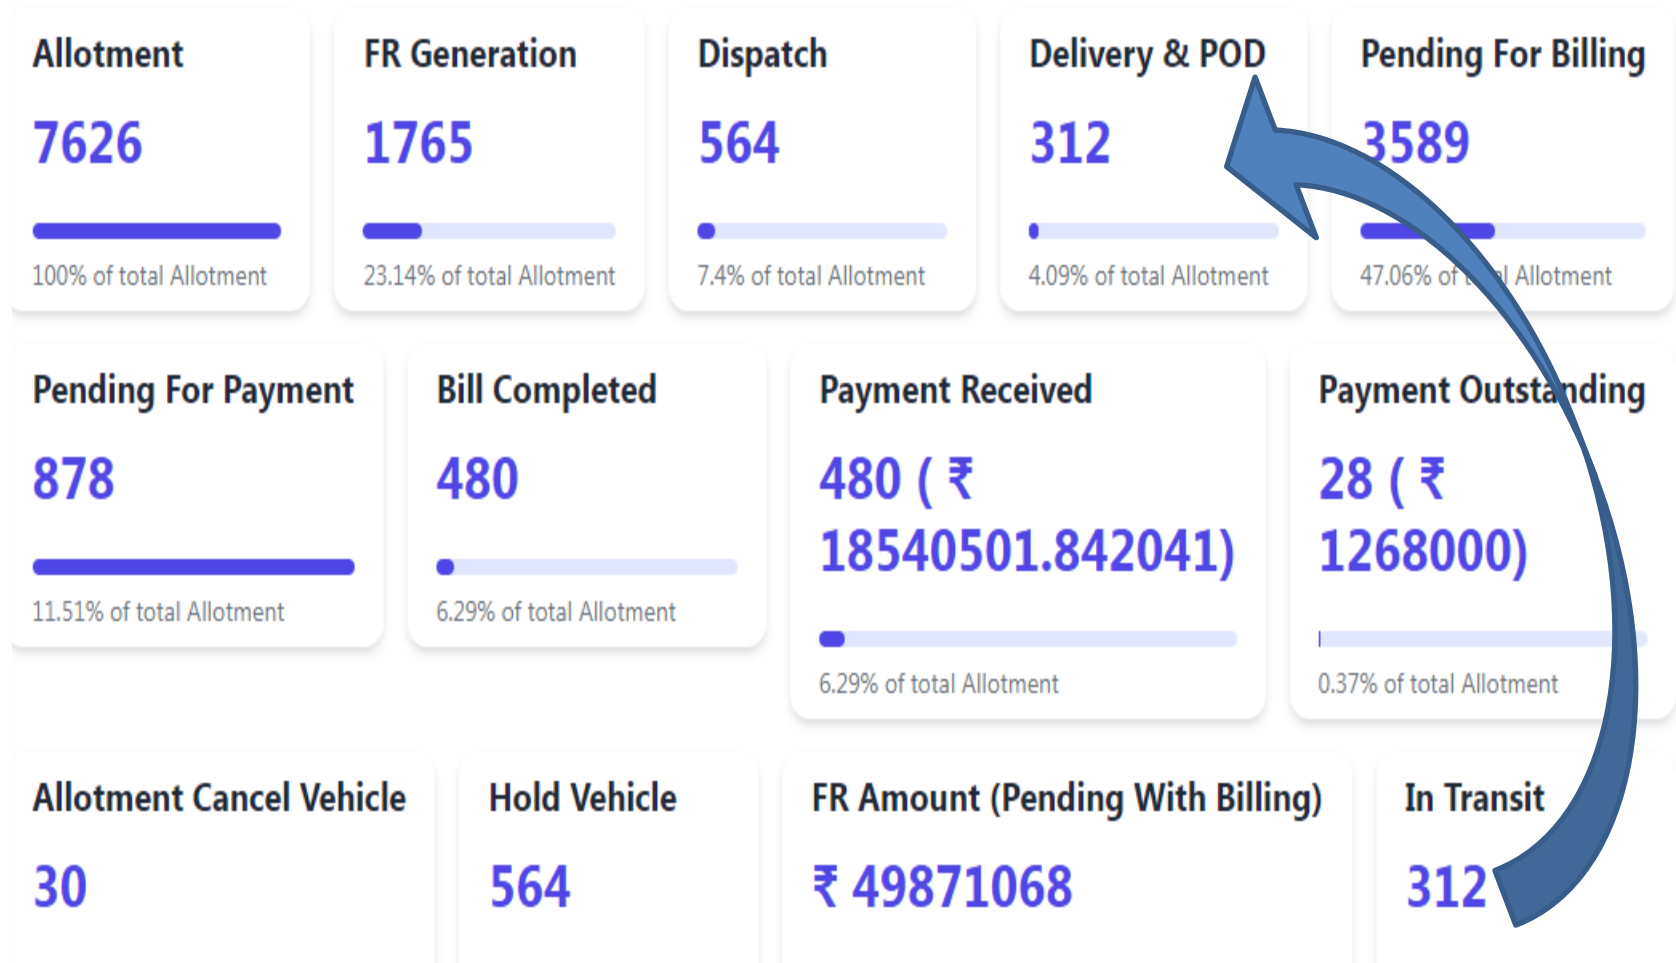 Allotment
7626
100% of total Allotment
FR Generation
1765
23.14% of total Allotment
Dispatch
564
7.4% of total Allotment
Delivery & POD
312
4.09% of total Allotment
Pending For Billing
3589
47.06% of total Allotment
Pending For Payment
878
11.51% of total Allotment
Bill Completed
480
6.29% of total Allotment
Payment Received
480 ( ₹
18540501.842041)
6.29% of total Allotment
Payment Outstanding
28 ( ₹
1268000)
0.37% of total Allotment
Allotment Cancel Vehicle
30
Hold Vehicle
564
FR Amount (Pending With Billing)
₹ 49871068
In Transit
312